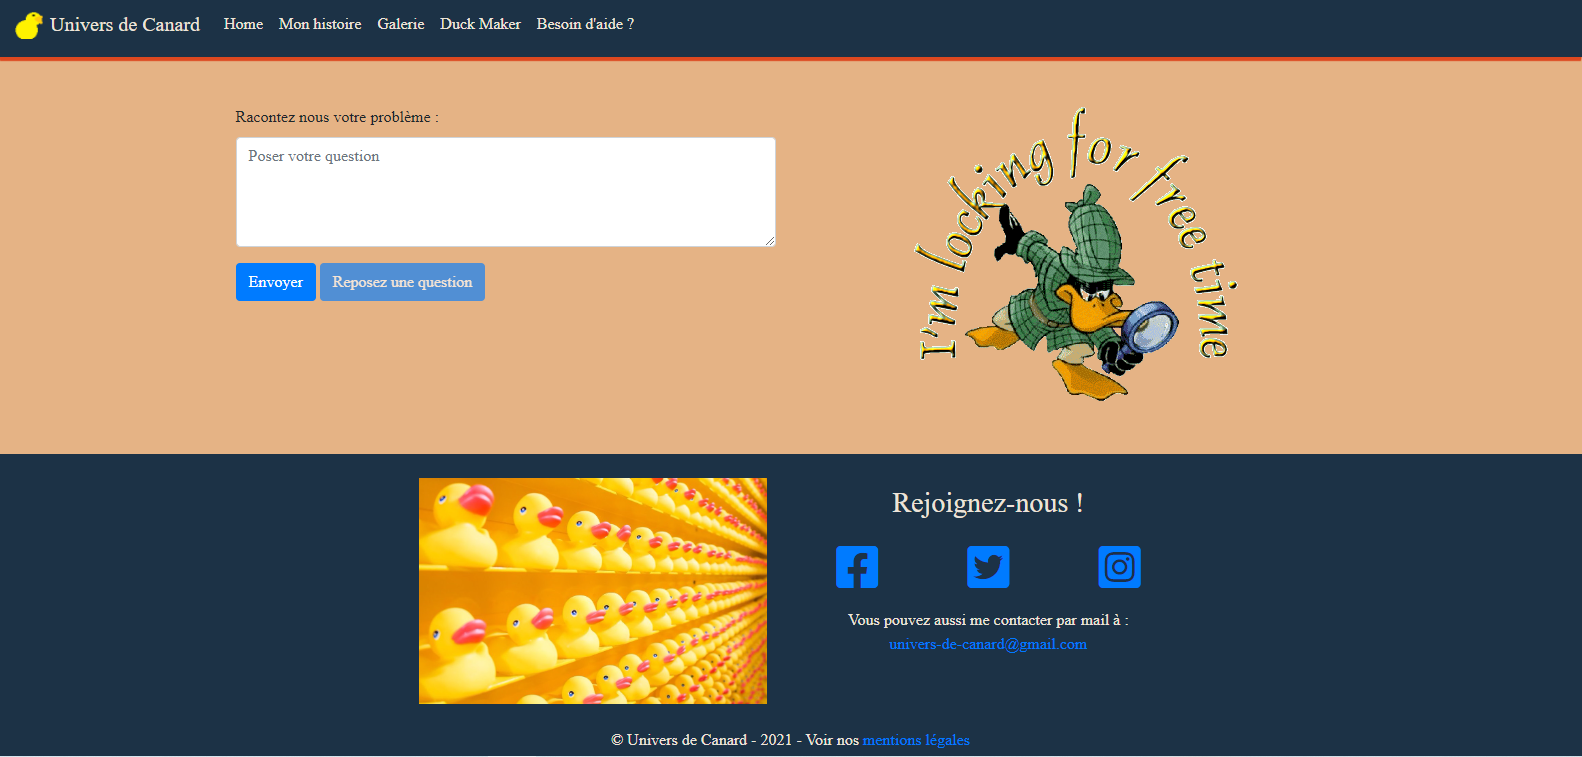 Univers de Canard Home Mon histoire Galerie Duck Maker Besoin d'aide ?
Racontez nous votre problème :
Poser votre question
Envoyer Reposez une question
I'm locking for free time
Rejoignez-nous !
Vous pouvez aussi me contacter par mail à :
univers-de-canard@gmail.com
© Univers de Canard - 2021 - Voir nos mentions légales